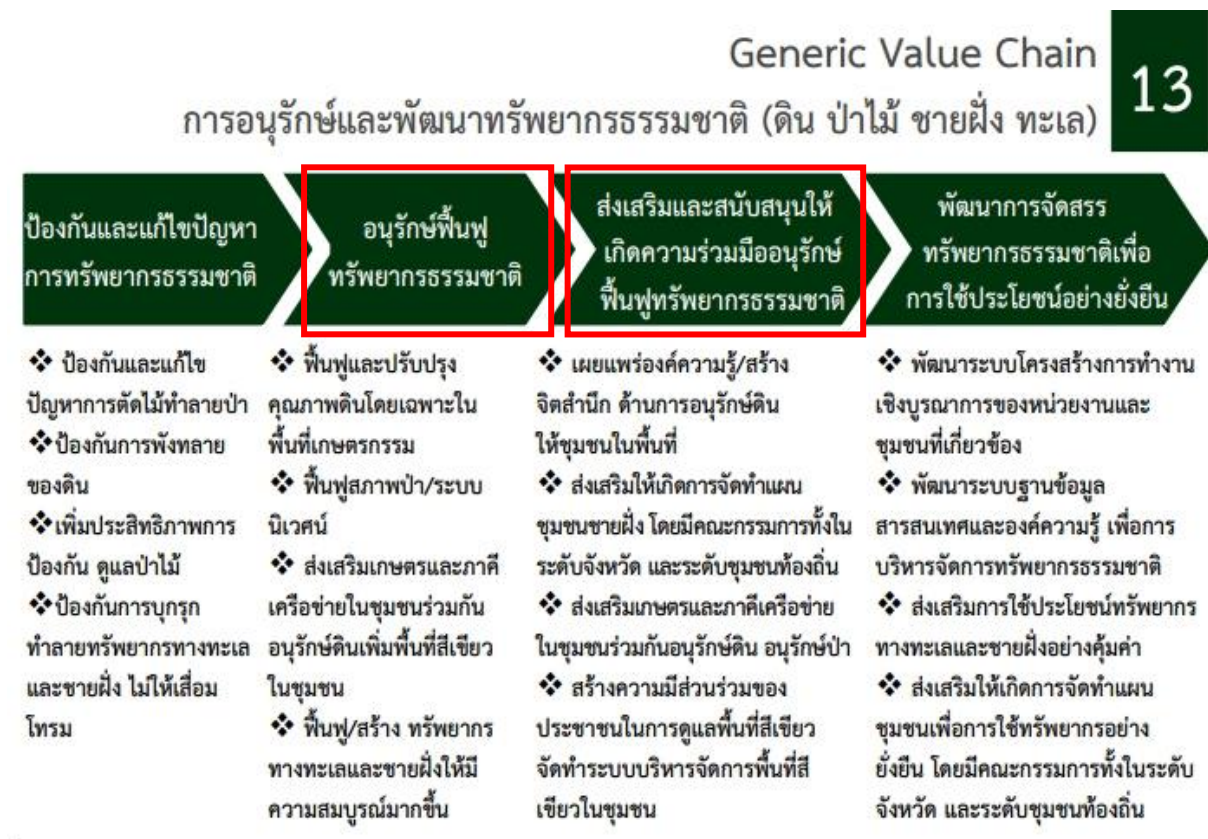 Generic Value Chain
13
การอนุรักษ์และพัฒนาทรัพยากรธรรมชาติ (ดิน ป่าไม้ ชายฝั่ง ทะเล)
ป้องกันและแก้ไขปัญหา
การทรัพยากรธรรมชาติ
อนุรักษ์ฟื้นฟู
ทรัพยากรธรรมชาติ
ส่งเสริมและสนับสนุนให้
เกิดความร่วมมืออนุรักษ์
ฟื้นฟูทรัพยากรธรรมชาติ
พัฒนาการจัดสรร
ทรัพยากรธรรมชาติเพื่อ
การใช้ประโยชน์อย่างยั่งยืน
❖ ป้องกันและแก้ไข
ปัญหาการตัดไม้ทำลายป่า
❖ป้องกันการพังทลาย
ของดิน
❖เพิ่มประสิทธิภาพการ
ป้องกัน ดูแลป่าไม้
❖ป้องกันการบุกรุก
ทำลายทรัพยากรทางทะเล
และชายฝั่ง ไม่ให้เสื่อม
โทรม
❖ ฟื้นฟูและปรับปรุง
คุณภาพดินโดยเฉพาะใน
พื้นที่เกษตรกรรม
❖ ฟื้นฟูสภาพป่า/ระบบ
นิเวศน์
❖ ส่งเสริมเกษตรและภาคี
เครือข่ายในชุมชนร่วมกัน
อนุรักษ์ดินเพิ่มพื้นที่สีเขียว
ในชุมชน
❖ ฟื้นฟู/สร้าง ทรัพยากร
ทางทะเลและชายฝั่งให้มี
ความสมบูรณ์มากขึ้น
❖ เผยแพร่องค์ความรู้/สร้าง
จิตสำนึก ด้านการอนุรักษ์ดิน
ให้ชุมชนในพื้นที่
❖ ส่งเสริมให้เกิดการจัดทำแผน
ชุมชนชายฝั่ง โดยมีคณะกรรมการทั้งใน
ระดับจังหวัด และระดับชุมชนท้องถิ่น
❖ ส่งเสริมเกษตรและภาคีเครือข่าย
ในชุมชนร่วมกันอนุรักษ์ดิน อนุรักษ์ป่า
❖ สร้างความมีส่วนร่วมของ
ประชาชนในการดูแลพื้นที่สีเขียว
จัดทำระบบบริหารจัดการพื้นที่สี
เขียวในชุมชน
❖ พัฒนาระบบโครงสร้างการทำงาน
เชิงบูรณาการของหน่วยงานและ
ชุมชนที่เกี่ยวข้อง
❖ พัฒนาระบบฐานข้อมูล
สารสนเทศและองค์ความรู้ เพื่อการ
บริหารจัดการทรัพยากรธรรมชาติ
❖ ส่งเสริมการใช้ประโยชน์ทรัพยากร
ทางทะเลและชายฝั่งอย่างคุ้มค่า
❖ ส่งเสริมให้เกิดการจัดทำแผน
ชุมชนเพื่อการใช้ทรัพยากรอย่าง
ยั่งยืน โดยมีคณะกรรมการทั้งในระดับ
จังหวัด และระดับชุมชนท้องถิ่น